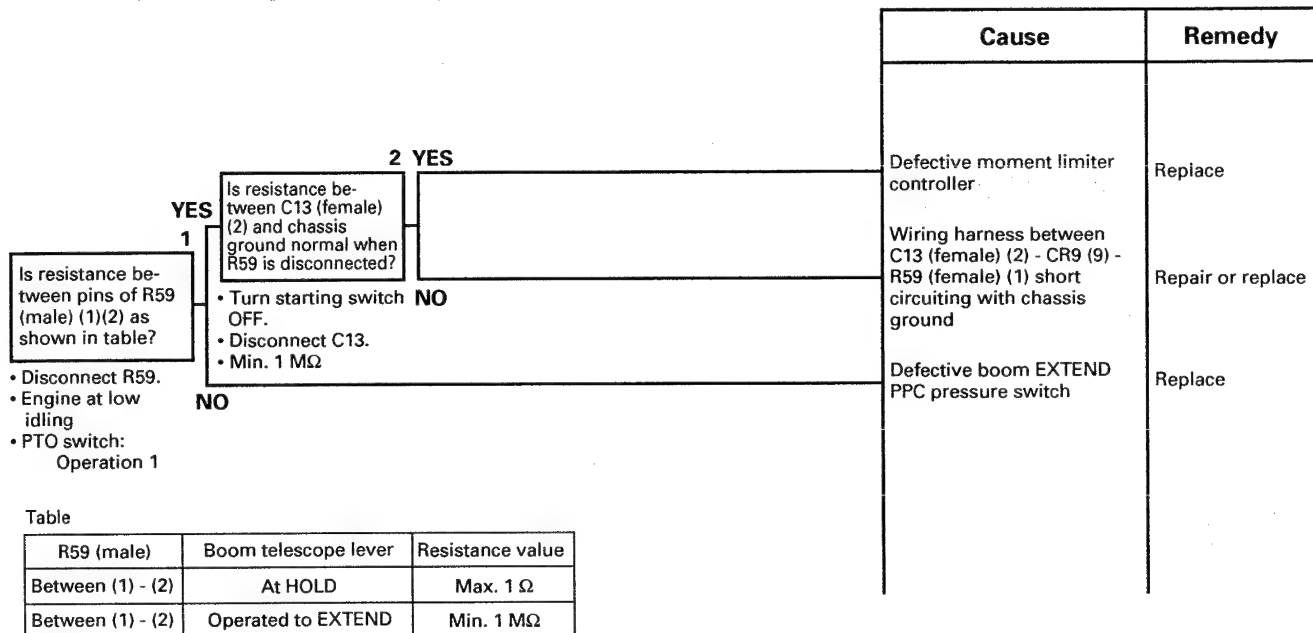 Cause
Remedy
2 YES
Is resistance be-
tween C13 (female)
(2) and chassis
ground normal when
R59 is disconnected?
YES
1
Is resistance be-
tween pins of R59
(male) (1)(2) as
shown in table?
• Turn starting switch
OFF.
• Disconnect C13.
• Min. 1 MΩ
NO
• Disconnect R59.
• Engine at low
idling
• PTO switch:
Operation 1
NO
Defective moment limiter
controller
Replace
Wiring harness between
C13 (female) (2) - CR9 (9) -
R59 (female) (1) short
circuiting with chassis
ground
Repair or replace
Defective boom EXTEND
PPC pressure switch
Replace
Table
R59 (male) Boom telescope lever Resistance value
Between (1) - (2) At HOLD Max. 1 Ω
Between (1) - (2) Operated to EXTEND Min. 1 MΩ